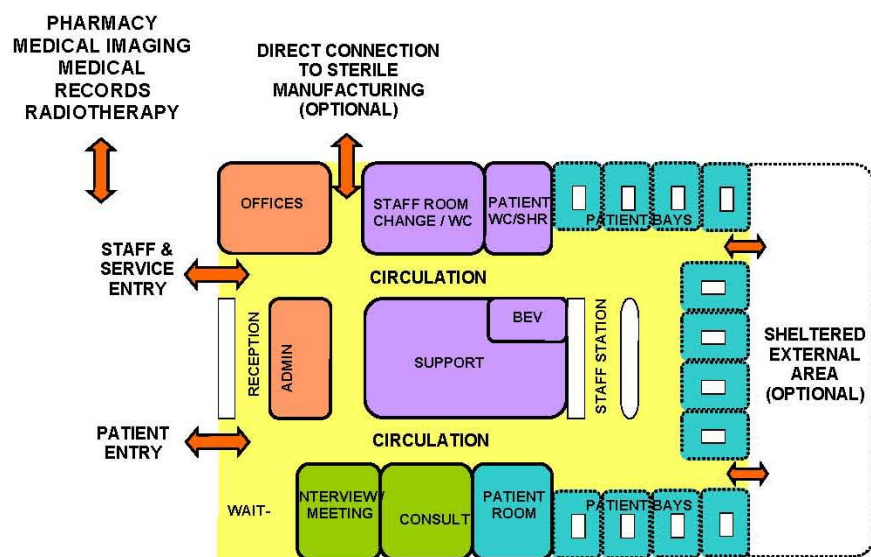 PHARMACY
MEDICAL IMAGING
MEDICAL
RECORDS
RADIOTHERAPY
DIRECT CONNECTION
TO STERILE
MANUFACTURING
(OPTIONAL)
OFFICES
STAFF ROOM
CHANGE / WC
PATIENT
WC/SHR
PATIENT BAYS
STAFF &
SERVICE
ENTRY
CIRCULATION
RECEPTION
ADMIN
SUPPORT
BEV
STAFF STATION
SHELTERED
EXTERNAL
AREA
(OPTIONAL)
PATIENT
ENTRY
CIRCULATION
WAIT-
NTERVIEW /
MEETING
CONSULT
PATIENT
ROOM
PATIENT BAYS